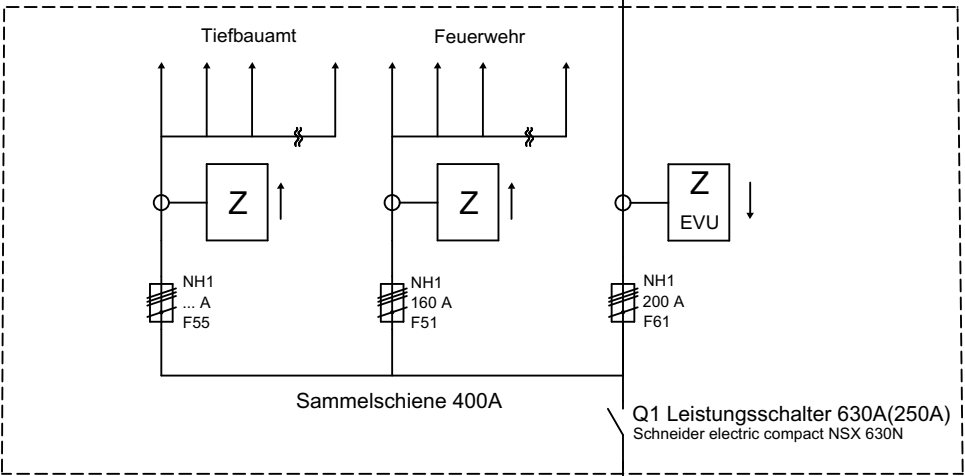 Tiefbauamt
Feuerwehr
Z
Z
Z
EVU
NH1
... A
F55
NH1
160 A
F51
NH1
200 A
F61
Sammelschiene 400A
Q1 Leistungsschalter 630A(250A)
Schneider electric compact NSX 630N